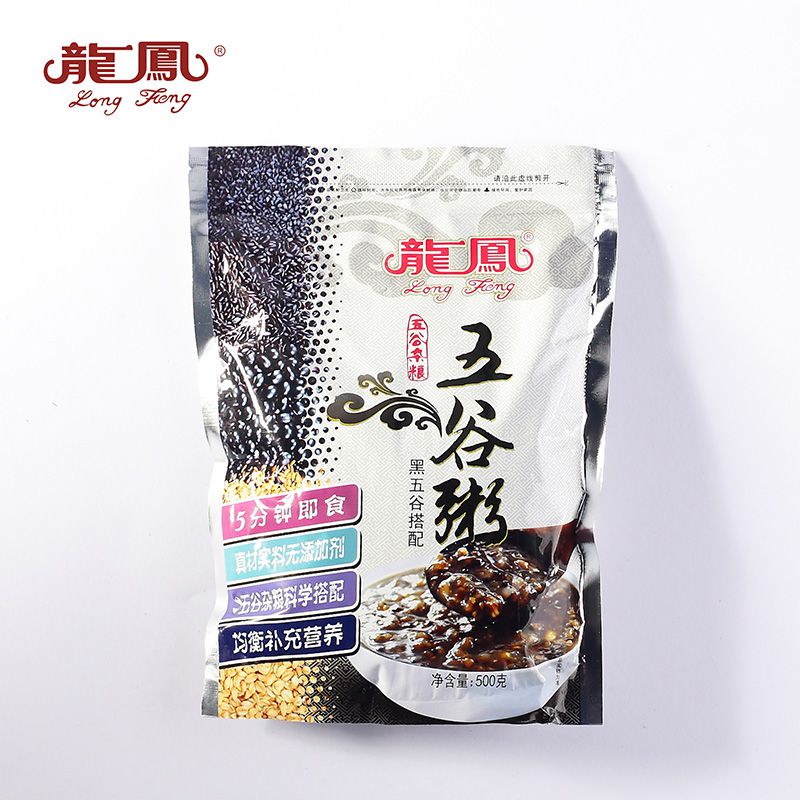 龍鳳®
Long Feng
请沿此虚线剪开
龍鳳®
Long Feng
五谷杂粮
五谷粥
黑五谷搭配
5分钟即食
真材实料无添加剂
五谷杂粮科学搭配
均衡补充营养
净含量:500克